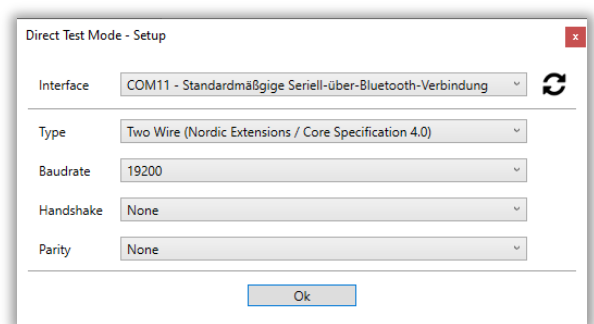 Direct Test Mode - Setup
x
Interface COM11 - Standardmäßgige Seriell-über-Bluetooth-Verbindung
Type Two Wire (Nordic Extensions / Core Specification 4.0)
Baudrate 19200
Handshake None
Parity None
Ok